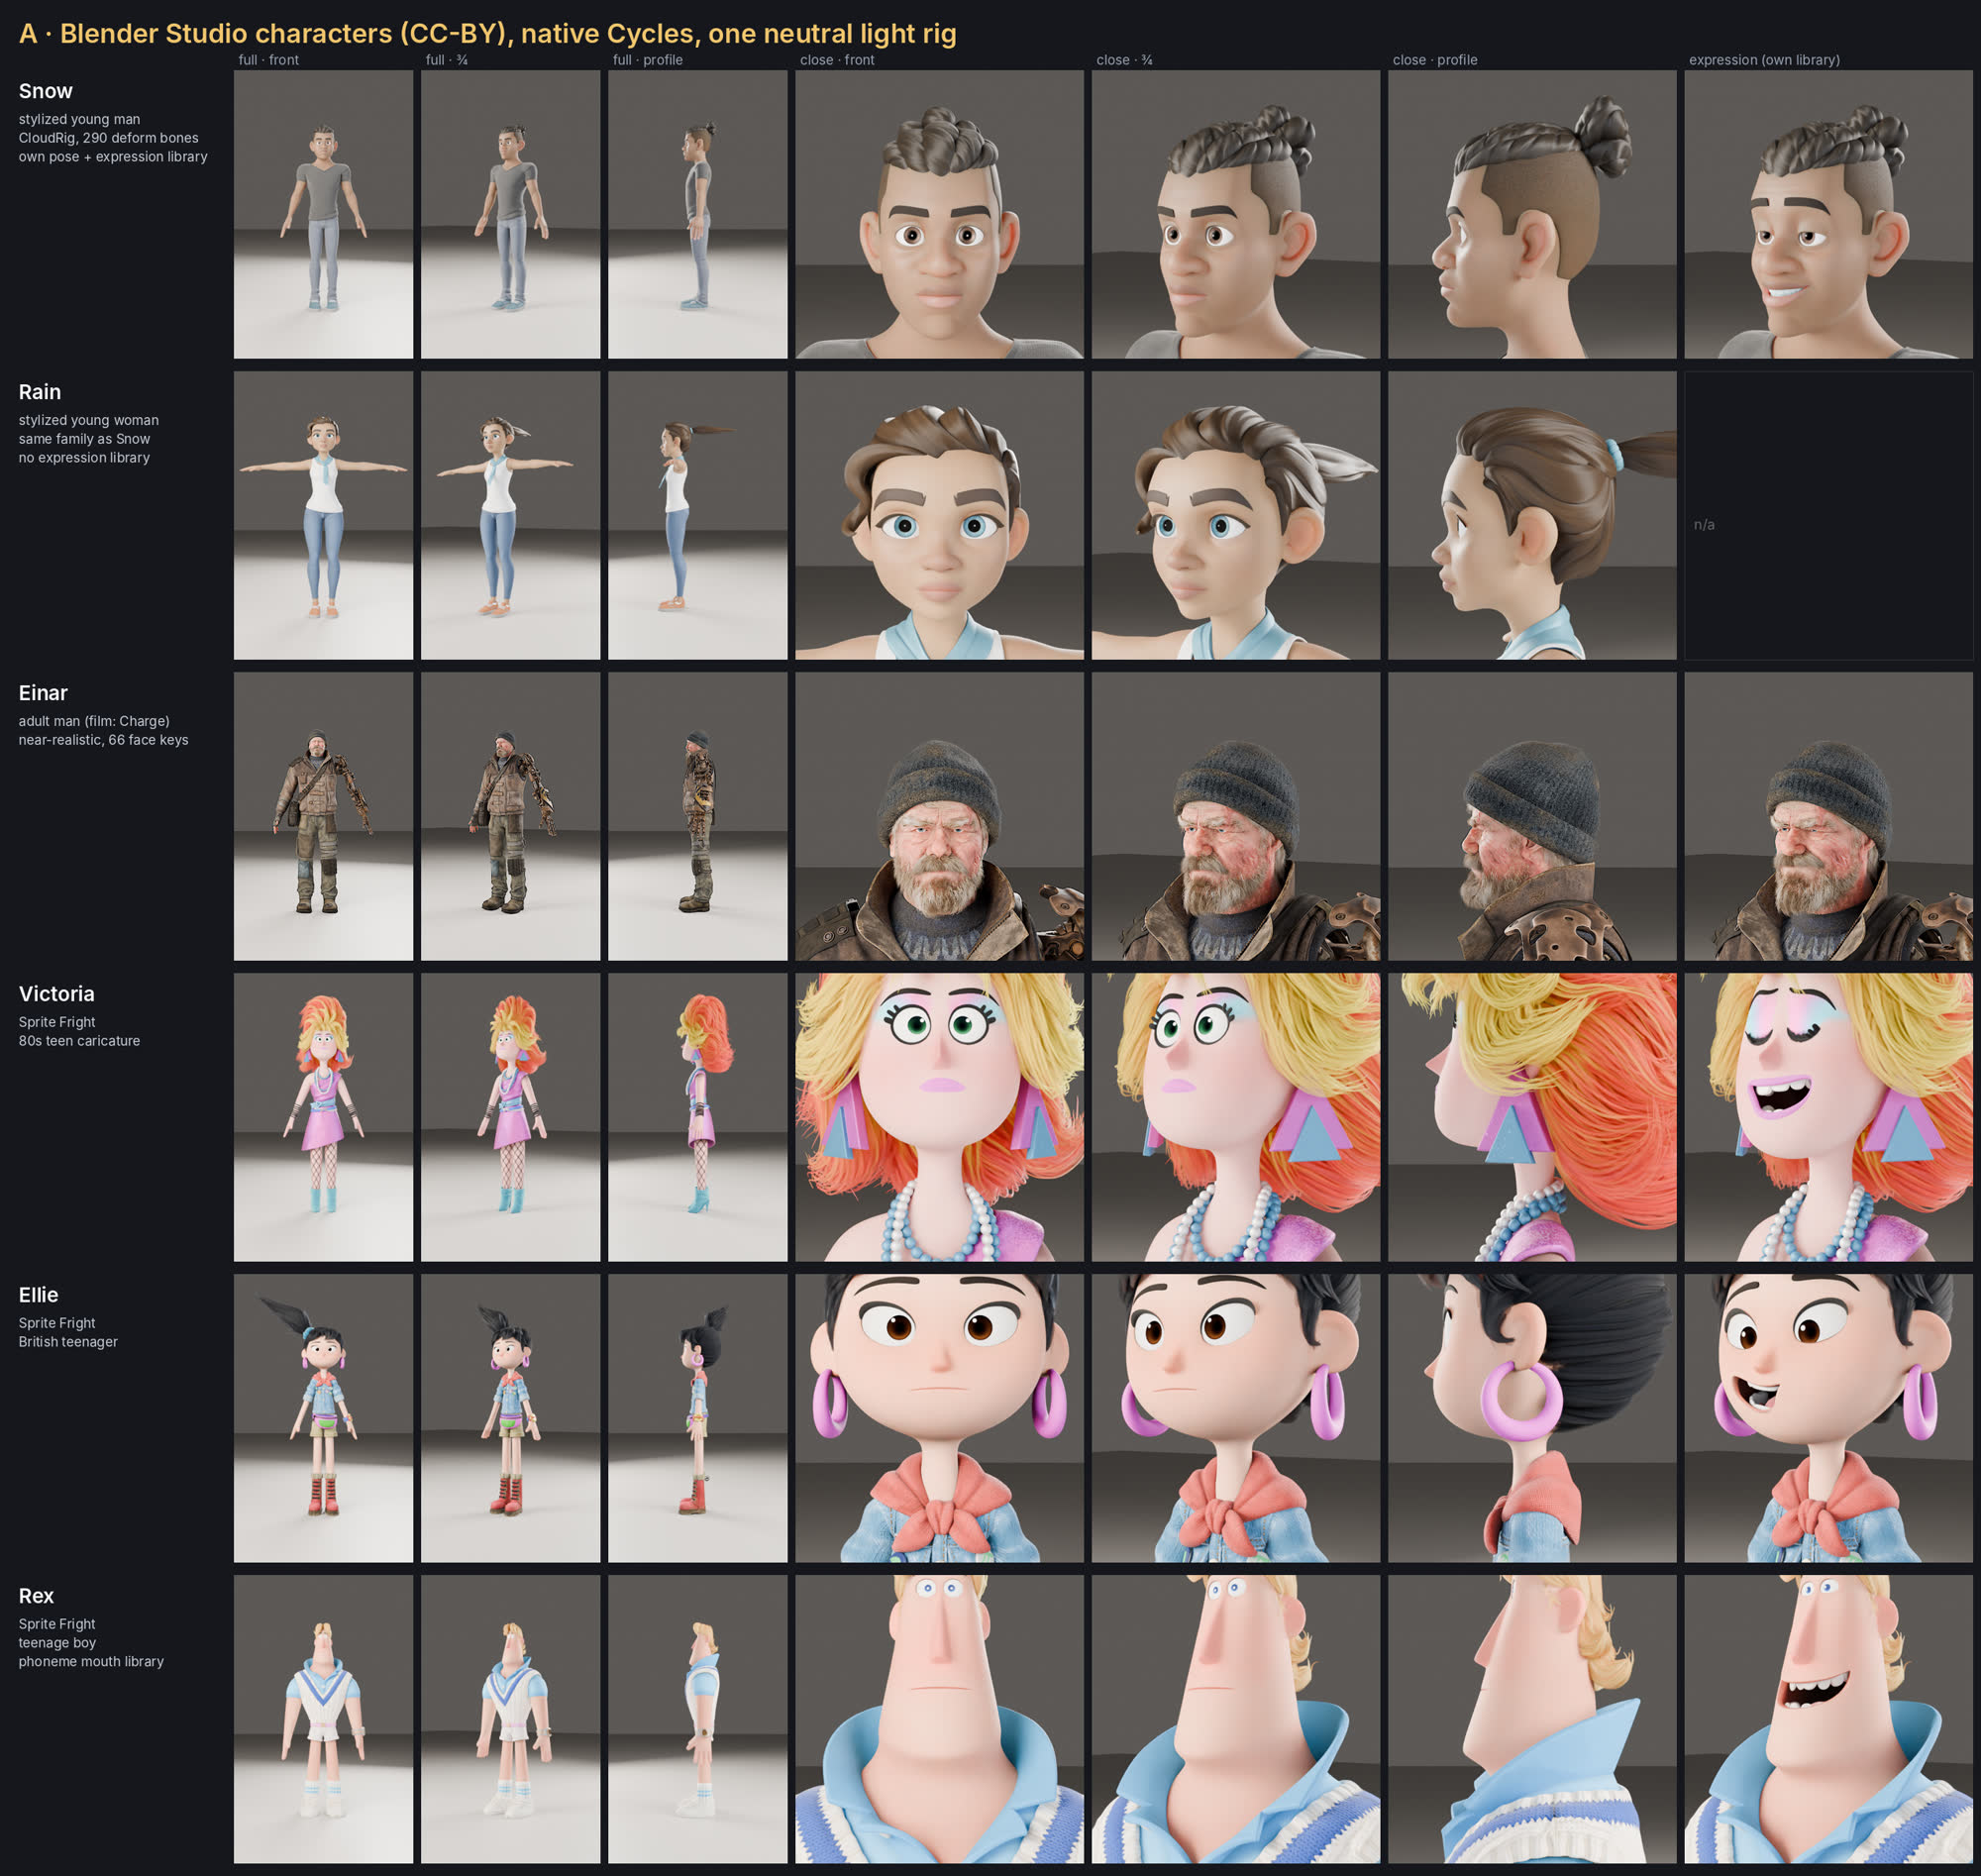 A · Blender Studio characters (CC-BY), native Cycles, one neutral light rig
full · front
full · ¾
full · profile
close · front
close · ¾
close · profile
expression (own library)
Snow
stylized young man
CloudRig, 290 deform bones
own pose + expression library
Rain
stylized young woman
same family as Snow
no expression library
n/a
Einar
adult man (film: Charge)
near-realistic, 66 face keys
Victoria
Sprite Fright
80s teen caricature
Ellie
Sprite Fright
British teenager
Rex
Sprite Fright
teenage boy
phoneme mouth library